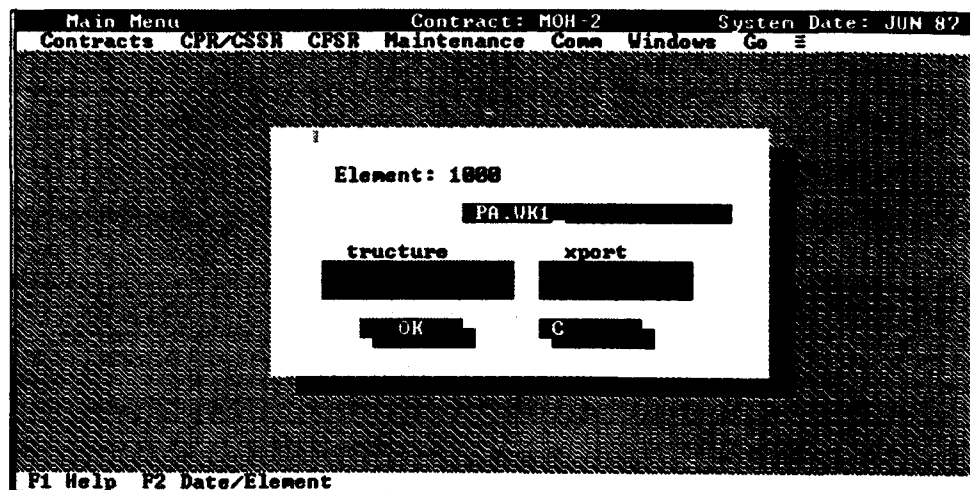 Main Menu Contract: MOH-2 System Date: JUN 87
Contracts CPR/CSSR CPSR Maintenance Comm Windows Go ≡
Element: 1000
PA.WK1
tructure xport
OK C
F1 Help F2 Date/Element